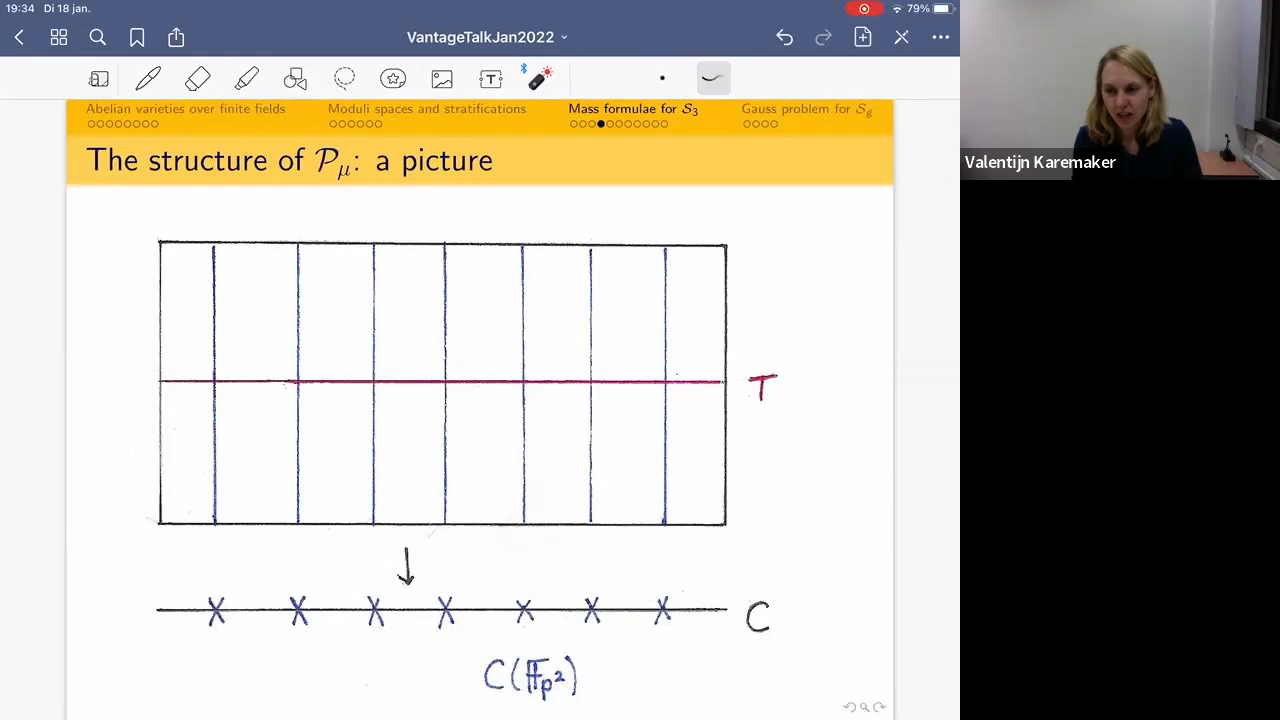 19:34 Di 18 jan.
79%
VantageTalkJan2022
Abelian varieties over finite fields
Moduli spaces and stratifications
Mass formulae for 𝒮₃
Gauss problem for 𝒮g
The structure of 𝒫μ: a picture
Valentijn Karemaker
T
C
C(𝔽p²)